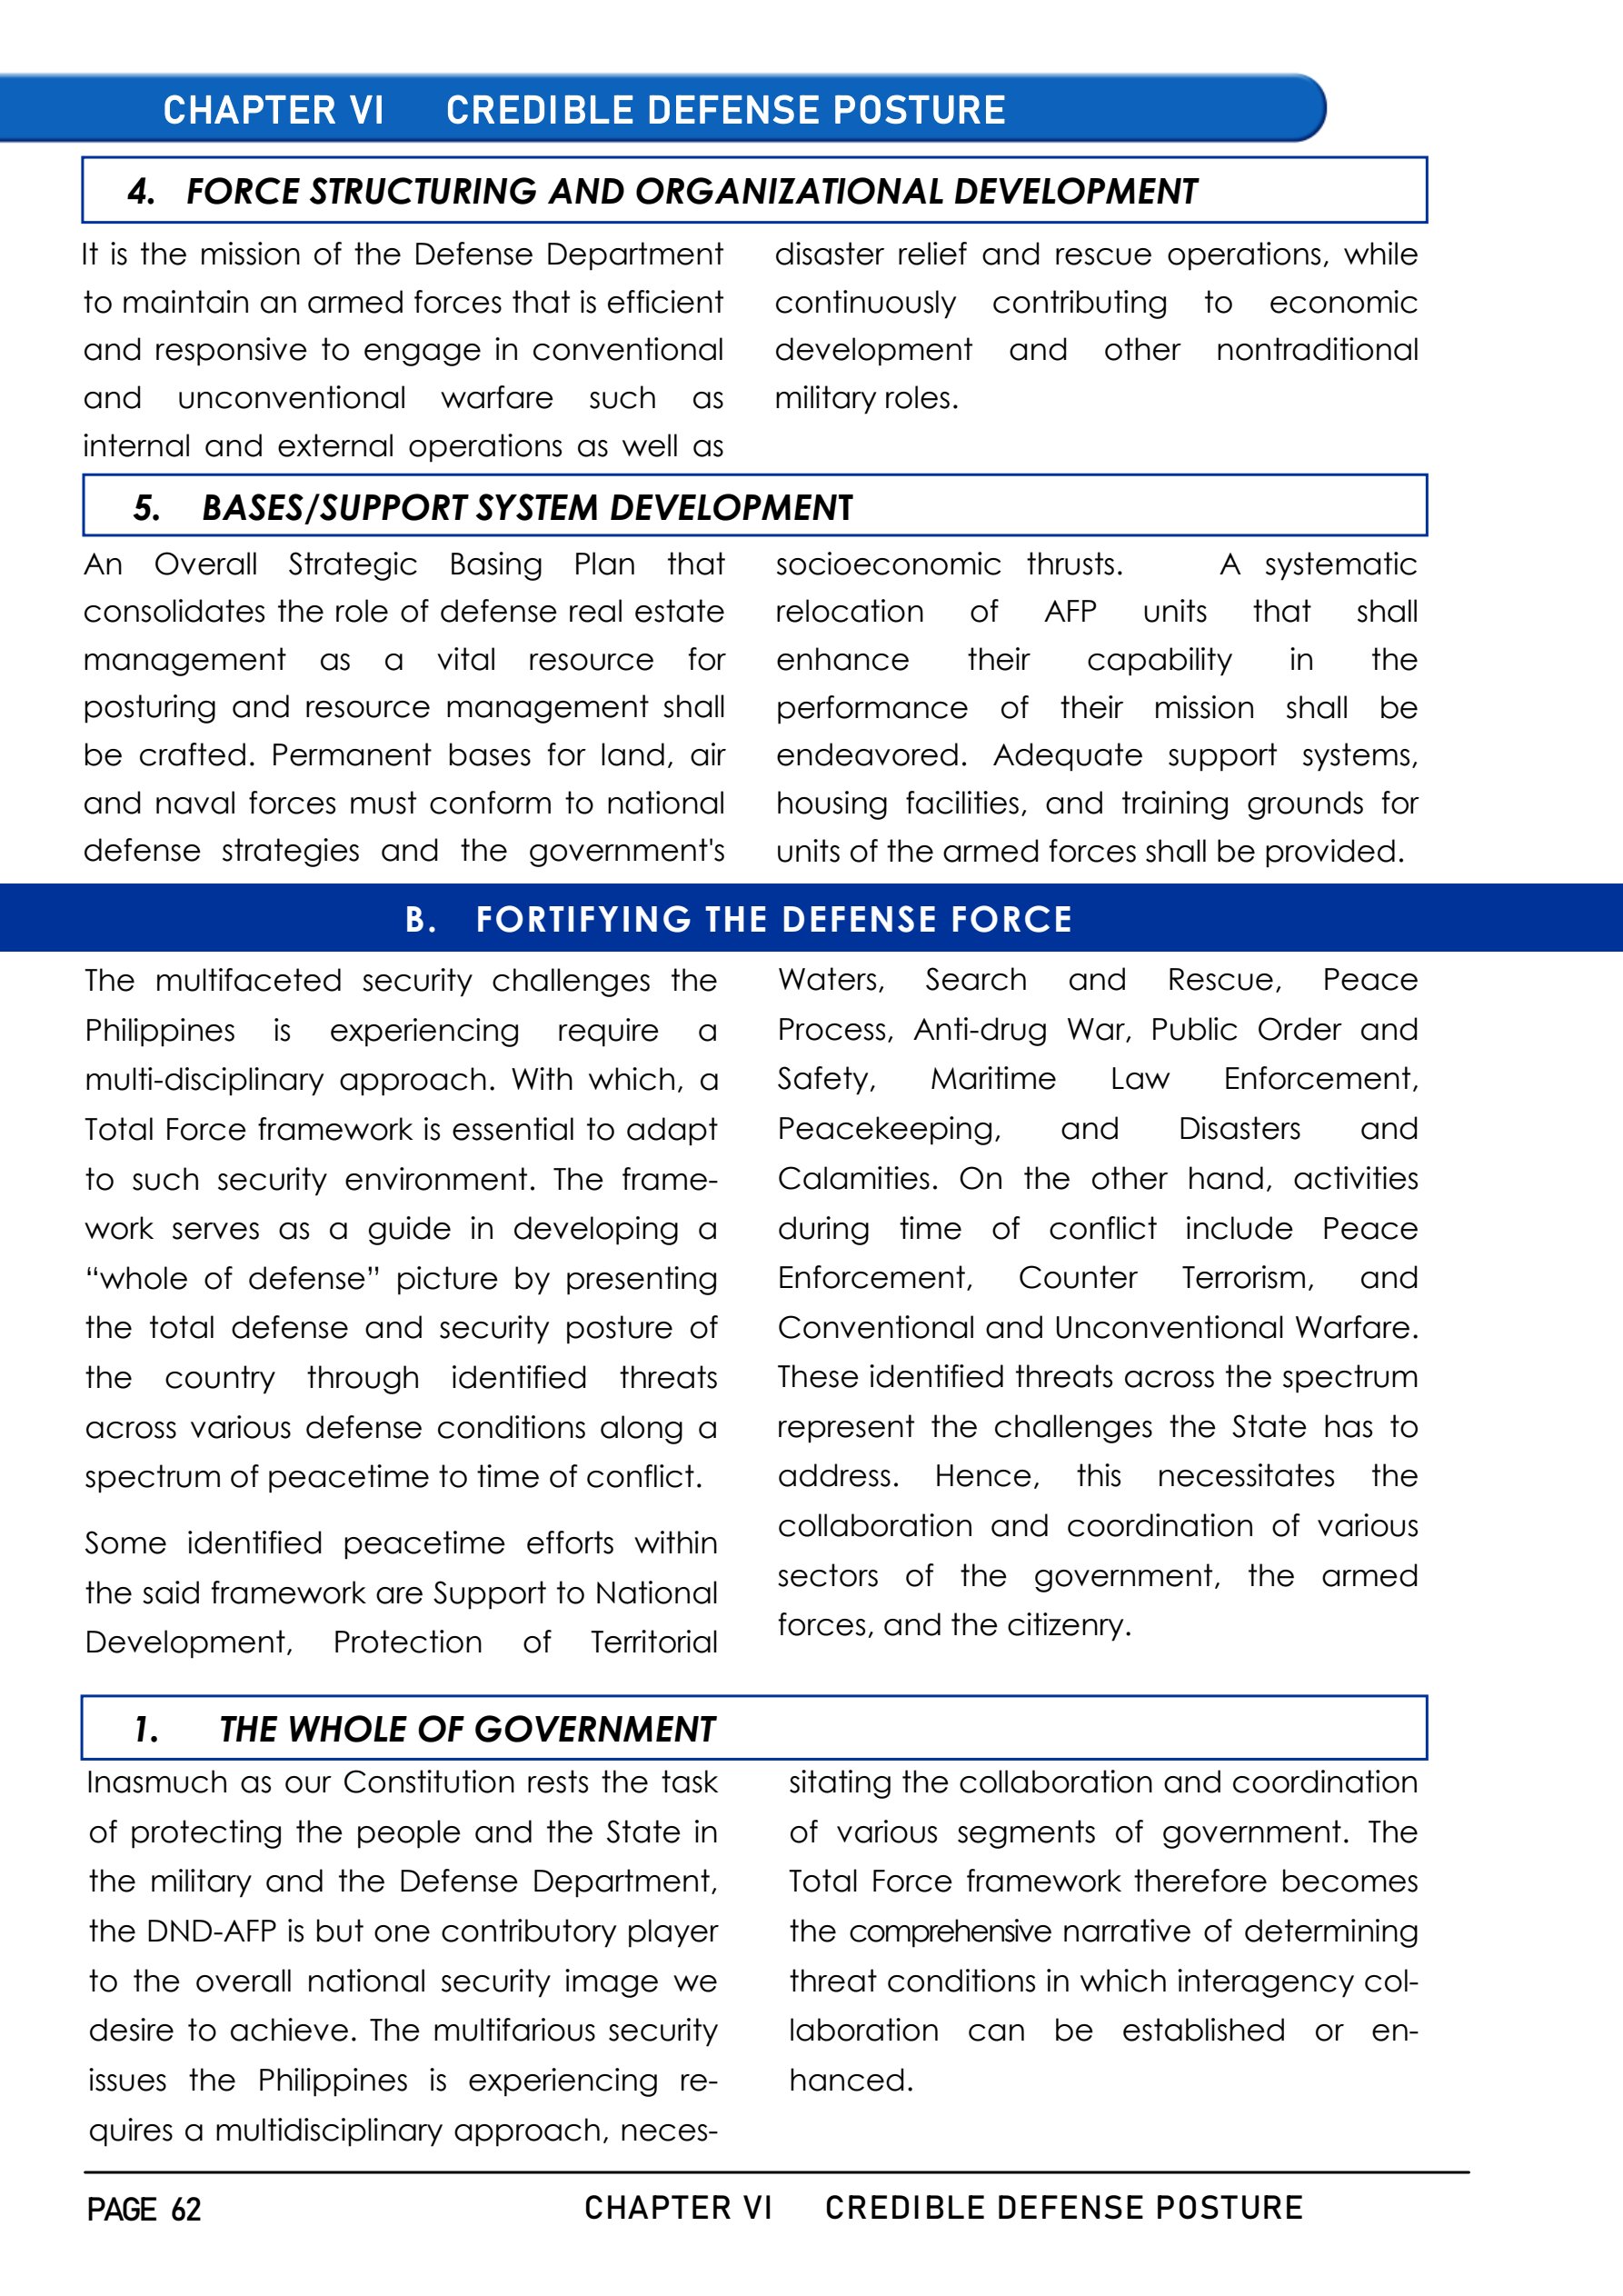 CHAPTER VI CREDIBLE DEFENSE POSTURE
4. FORCE STRUCTURING AND ORGANIZATIONAL DEVELOPMENT
It is the mission of the Defense Department
to maintain an armed forces that is efficient
and responsive to engage in conventional
and unconventional warfare such as
internal and external operations as well as
disaster relief and rescue operations, while
continuously contributing to economic
development and other nontraditional
military roles.
5. BASES/SUPPORT SYSTEM DEVELOPMENT
An Overall Strategic Basing Plan that
consolidates the role of defense real estate
management as a vital resource for
posturing and resource management shall
be crafted. Permanent bases for land, air
and naval forces must conform to national
defense strategies and the government's
socioeconomic thrusts. A systematic
relocation of AFP units that shall
enhance their capability in the
performance of their mission shall be
endeavored. Adequate support systems,
housing facilities, and training grounds for
units of the armed forces shall be provided.
B. FORTIFYING THE DEFENSE FORCE
The multifaceted security challenges the
Philippines is experiencing require a
multi-disciplinary approach. With which, a
Total Force framework is essential to adapt
to such security environment. The frame-
work serves as a guide in developing a
“whole of defense” picture by presenting
the total defense and security posture of
the country through identified threats
across various defense conditions along a
spectrum of peacetime to time of conflict.
Some identified peacetime efforts within
the said framework are Support to National
Development, Protection of Territorial
Waters, Search and Rescue, Peace
Process, Anti-drug War, Public Order and
Safety, Maritime Law Enforcement,
Peacekeeping, and Disasters and
Calamities. On the other hand, activities
during time of conflict include Peace
Enforcement, Counter Terrorism, and
Conventional and Unconventional Warfare.
These identified threats across the spectrum
represent the challenges the State has to
address. Hence, this necessitates the
collaboration and coordination of various
sectors of the government, the armed
forces, and the citizenry.
1. THE WHOLE OF GOVERNMENT
Inasmuch as our Constitution rests the task
of protecting the people and the State in
the military and the Defense Department,
the DND-AFP is but one contributory player
to the overall national security image we
desire to achieve. The multifarious security
issues the Philippines is experiencing re-
quires a multidisciplinary approach, neces-
sitating the collaboration and coordination
of various segments of government. The
Total Force framework therefore becomes
the comprehensive narrative of determining
threat conditions in which interagency col-
laboration can be established or en-
hanced.
PAGE 62 CHAPTER VI CREDIBLE DEFENSE POSTURE